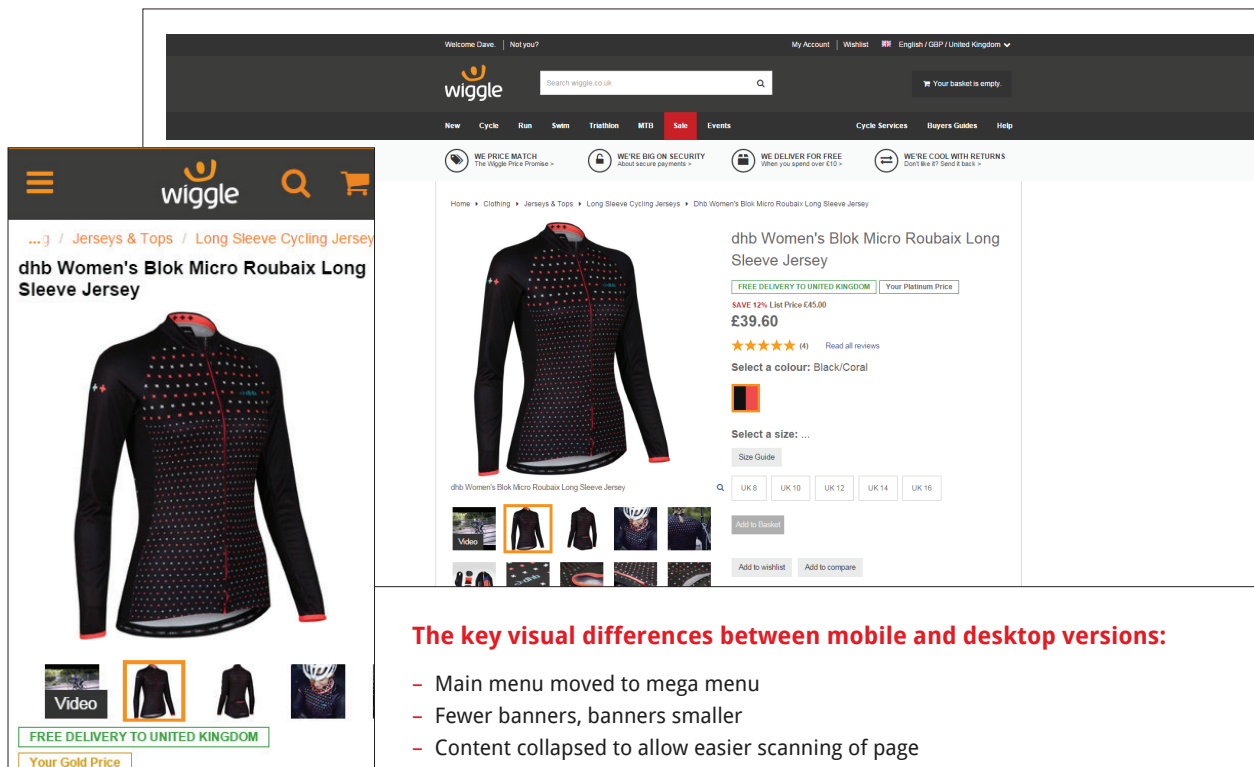 Welcome Dave. | Not you?
My Account | Wishlist English / GBP / United Kingdom
wiggle
Search wiggle.co.uk
Your basket is empty.
New Cycle Run Swim Triathlon MTB Sale Events Cycle Services Buyers Guides Help
WE PRICE MATCH
The Wiggle Price Promise >
WE'RE BIG ON SECURITY
About secure payments >
WE DELIVER FOR FREE
When you spend over £10 >
WE'RE COOL WITH RETURNS
Don't like it? Send it back >
Home ▸ Clothing ▸ Jerseys & Tops ▸ Long Sleeve Cycling Jerseys ▸ Dhb Women's Blok Micro Roubaix Long Sleeve Jersey
dhb Women's Blok Micro Roubaix Long
Sleeve Jersey
FREE DELIVERY TO UNITED KINGDOM Your Platinum Price
SAVE 12% List Price £45.00
£39.60
(4) Read all reviews
Select a colour: Black/Coral
Select a size: ...
Size Guide
dhb Women's Blok Micro Roubaix Long Sleeve Jersey
UK 8 UK 10 UK 12 UK 14 UK 16
Video
Add to Basket
Add to wishlist Add to compare
wiggle
...g / Jerseys & Tops / Long Sleeve Cycling Jersey
dhb Women's Blok Micro Roubaix Long
Sleeve Jersey
Video
FREE DELIVERY TO UNITED KINGDOM
Your Gold Price
The key visual differences between mobile and desktop versions:
– Main menu moved to mega menu
– Fewer banners, banners smaller
– Content collapsed to allow easier scanning of page